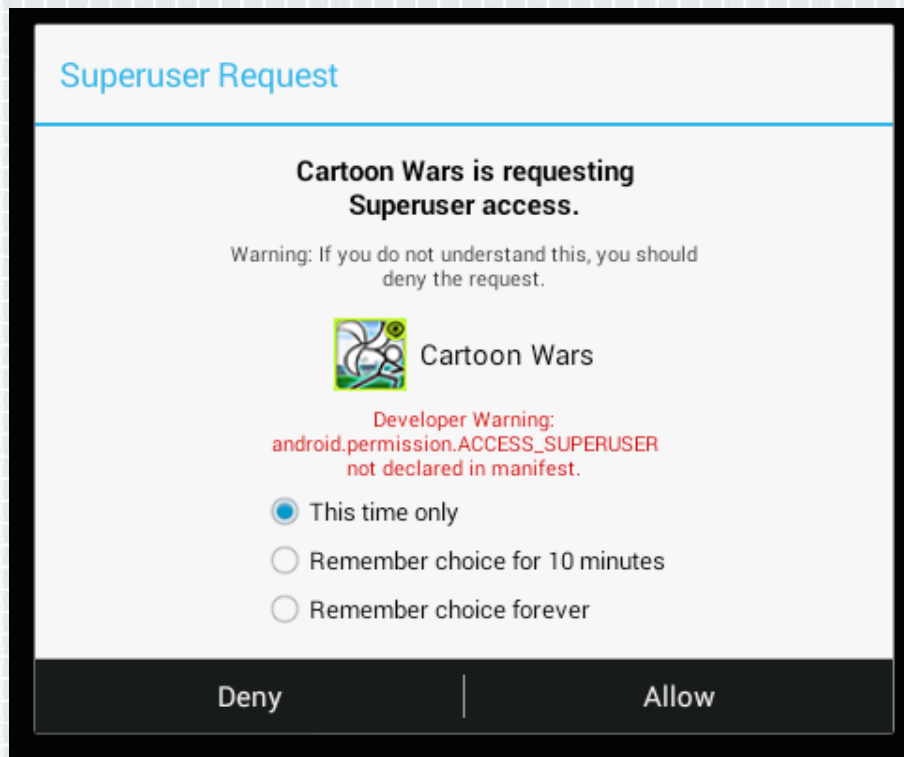 Superuser Request
Cartoon Wars is requesting
Superuser access.
Warning: If you do not understand this, you should
deny the request.
Cartoon Wars
Developer Warning:
android.permission.ACCESS_SUPERUSER
not declared in manifest.
This time only
Remember choice for 10 minutes
Remember choice forever
Deny
Allow